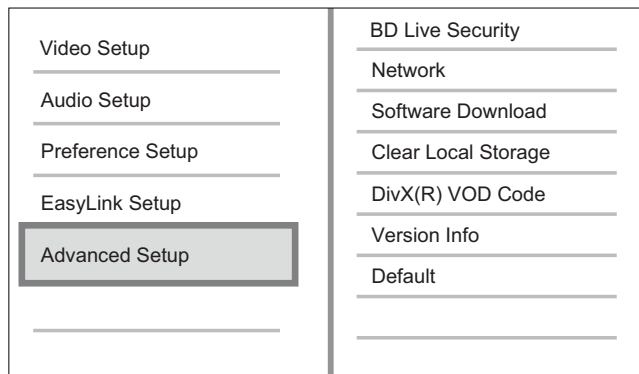 Video Setup
Audio Setup
Preference Setup
EasyLink Setup
Advanced Setup
BD Live Security
Network
Software Download
Clear Local Storage
DivX(R) VOD Code
Version Info
Default